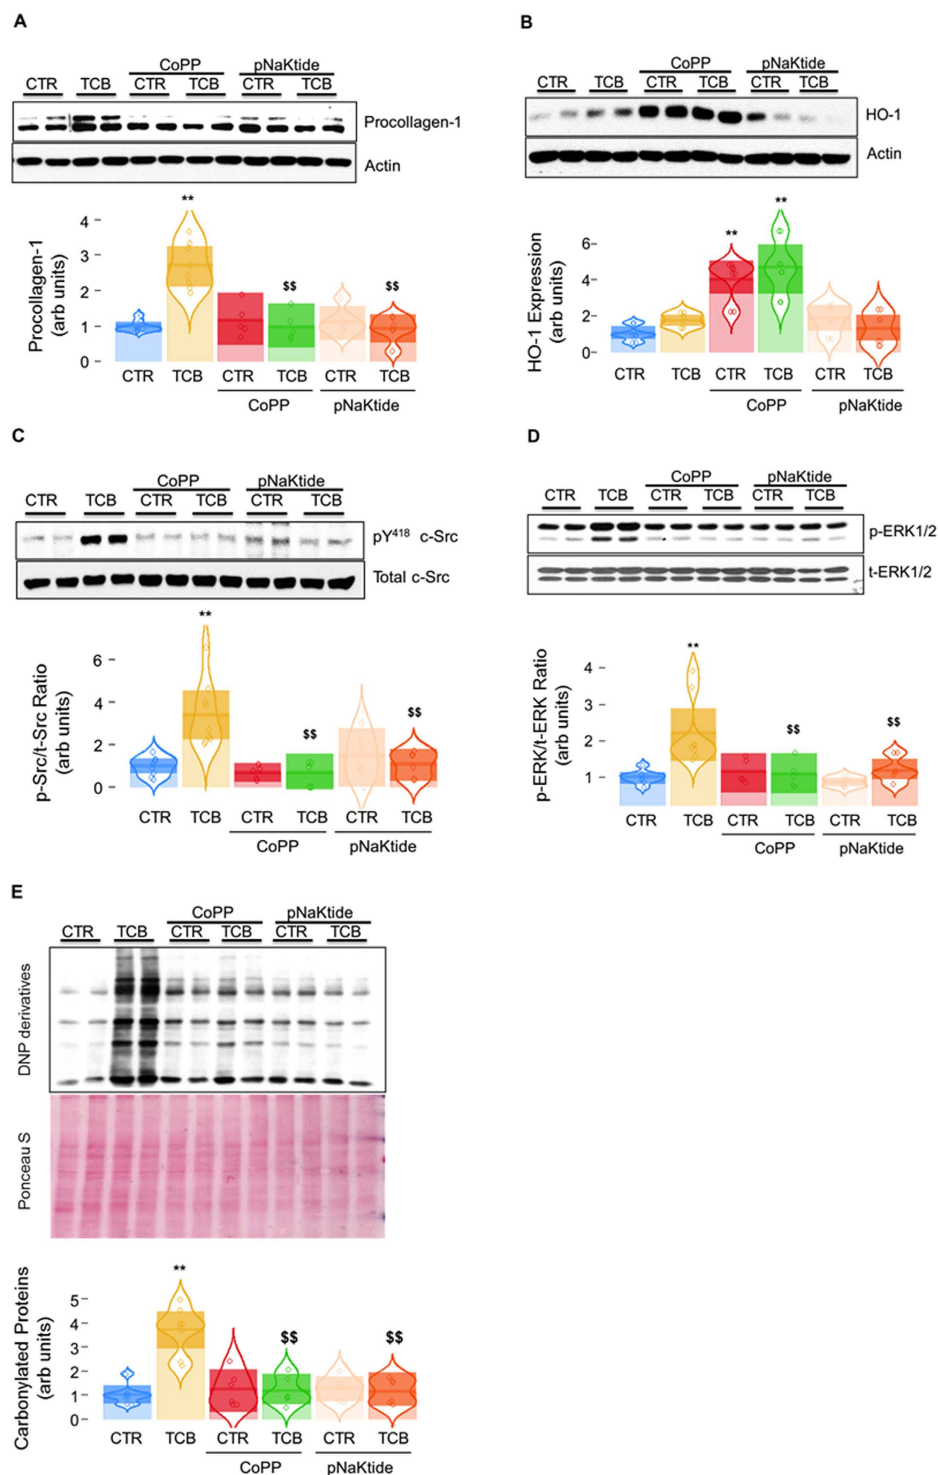 A
CoPP
pNaKtide
CTR TCB CTR TCB CTR TCB
Procollagen-1
Actin
Procollagen-1
(arb units)
4
3
2
1
0
**
$$
$$
CTR TCB CTR TCB CTR TCB
CoPP
pNaKtide
B
CoPP
pNaKtide
CTR TCB CTR TCB CTR TCB
HO-1
Actin
HO-1 Expression
(arb units)
6
4
2
0
**
**
CTR TCB CTR TCB CTR TCB
CoPP
pNaKtide
C
CoPP
pNaKtide
CTR TCB CTR TCB CTR TCB
pY418 c-Src
Total c-Src
p-Src/t-Src Ratio
(arb units)
6
4
2
0
**
$$
$$
CTR TCB CTR TCB CTR TCB
CoPP
pNaKtide
D
CoPP
pNaKtide
CTR TCB CTR TCB CTR TCB
p-ERK1/2
t-ERK1/2
p-ERK/t-ERK Ratio
(arb units)
4
3
2
1
**
$$
$$
CTR TCB CTR TCB CTR TCB
CoPP
pNaKtide
E
CoPP
pNaKtide
CTR TCB CTR TCB CTR TCB
DNP derivatives
Ponceau S
Carbonylated Proteins
(arb units)
5
4
3
2
1
0
**
$$
$$
CTR TCB CTR TCB CTR TCB
CoPP
pNaKtide